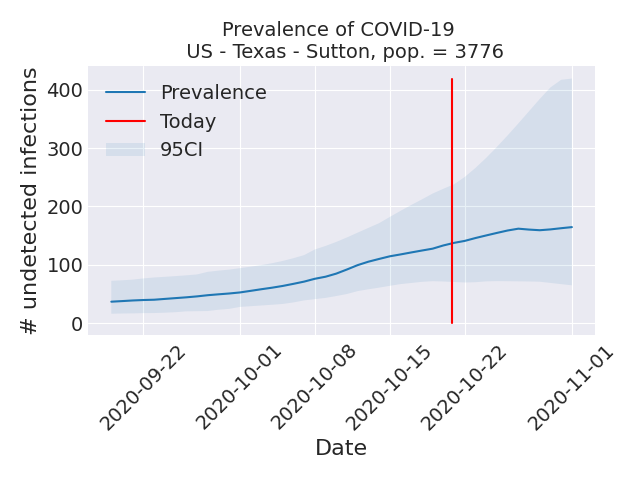 Prevalence of COVID-19
US - Texas - Sutton, pop. = 3776
# undetected infections
400
300
200
100
0
Prevalence
Today
95CI
2020-09-22
2020-10-01
2020-10-08
2020-10-15
2020-10-22
2020-11-01
Date